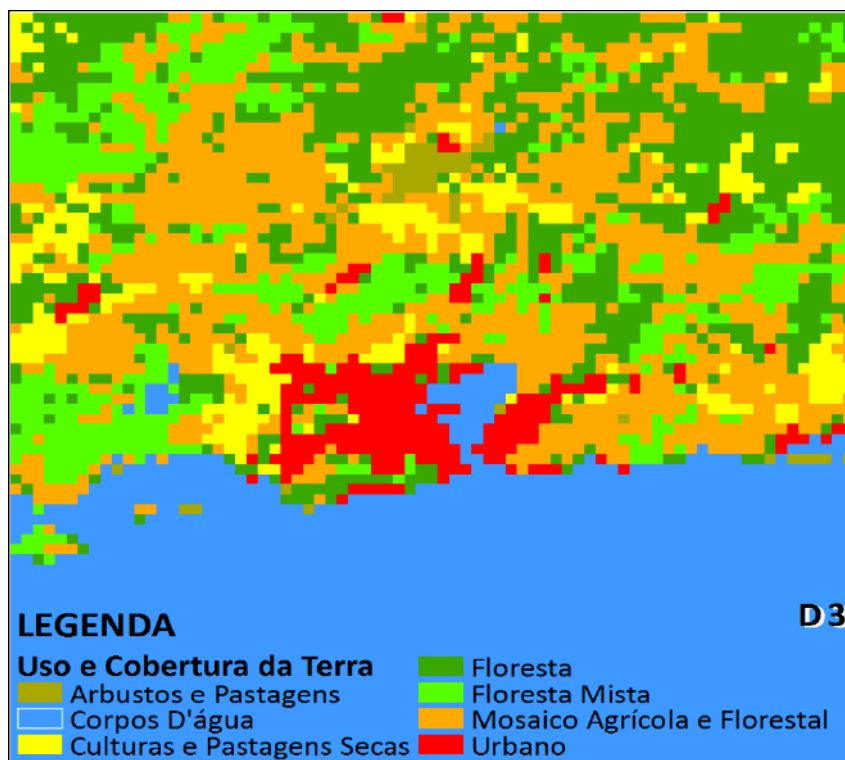 D3
LEGENDA
Uso e Cobertura da Terra
Arbustos e Pastagens
Corpos D'água
Culturas e Pastagens Secas
Floresta
Floresta Mista
Mosaico Agrícola e Florestal
Urbano